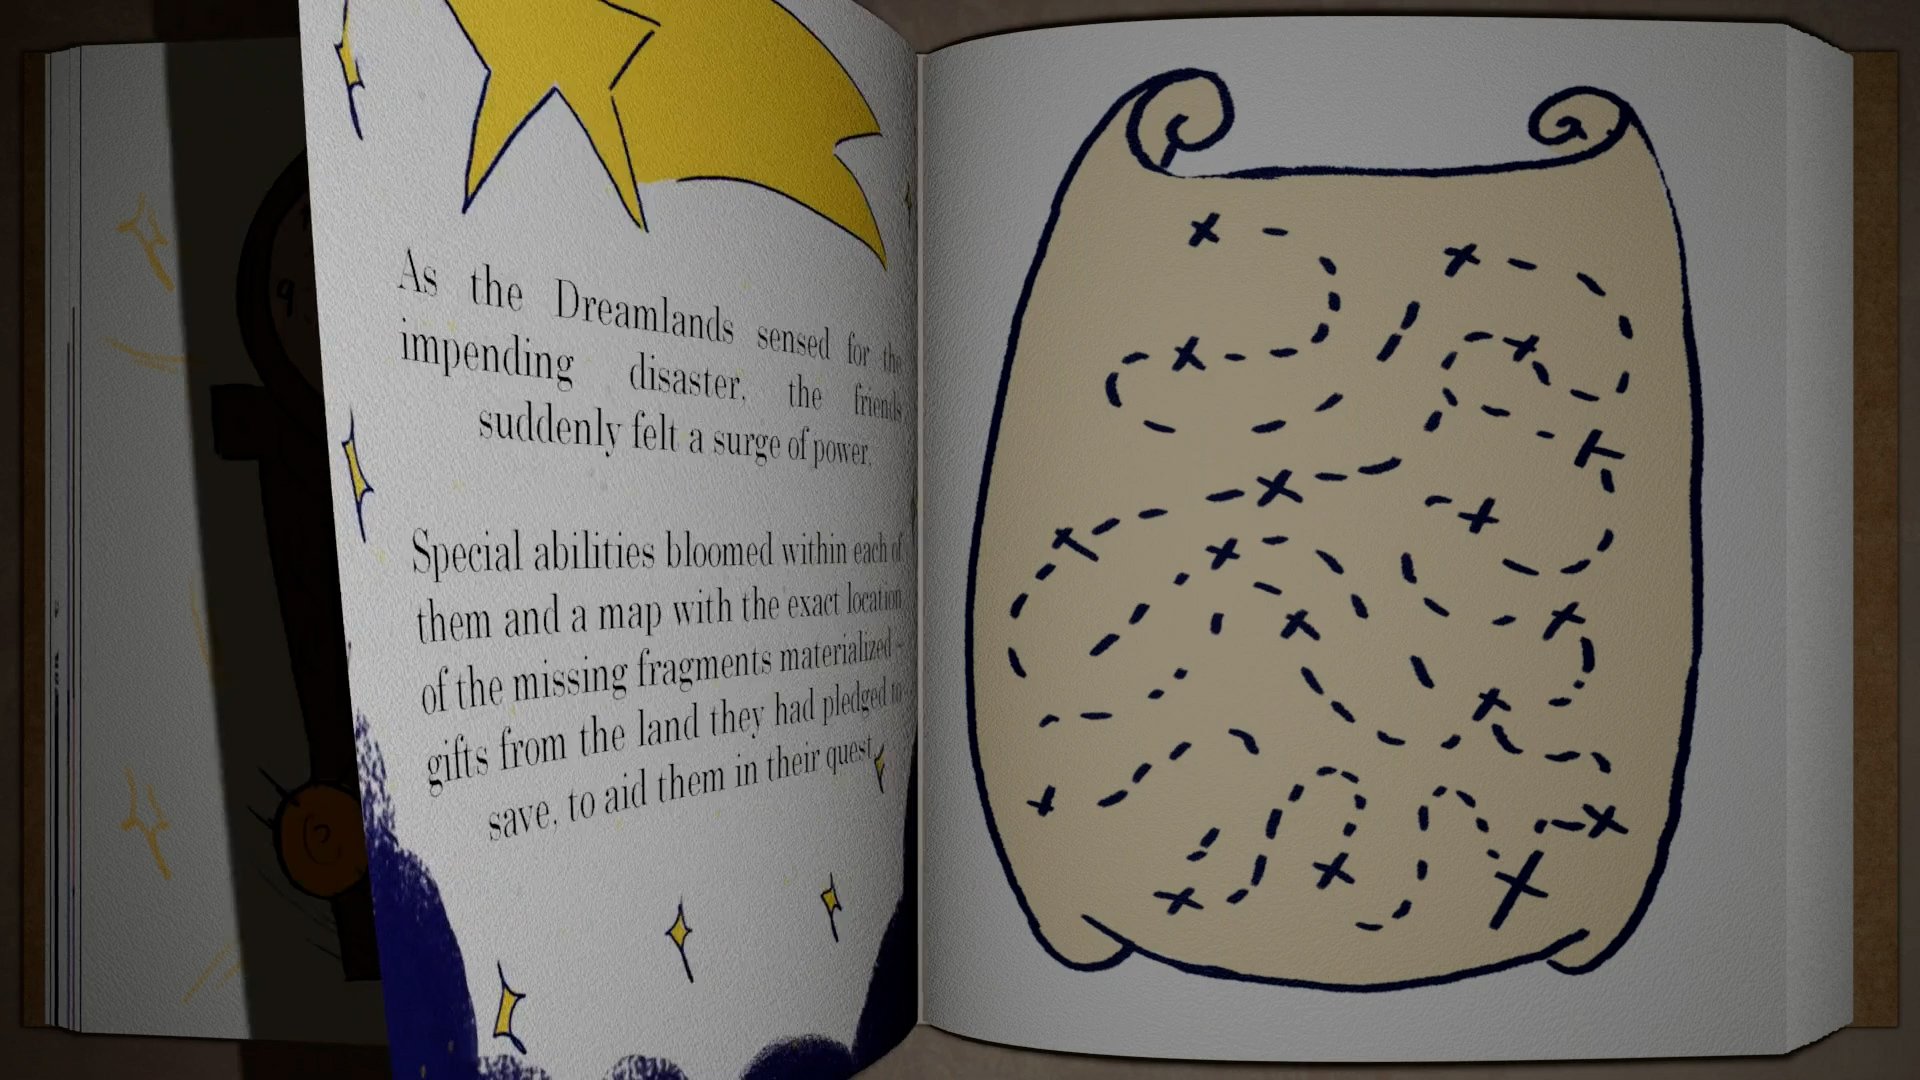 As the Dreamlands sensed for the
impending disaster, the friends
suddenly felt a surge of power.
Special abilities bloomed within each of
them and a map with the exact location
of the missing fragments materialized -
gifts from the land they had pledged to
save, to aid them in their quest.
9